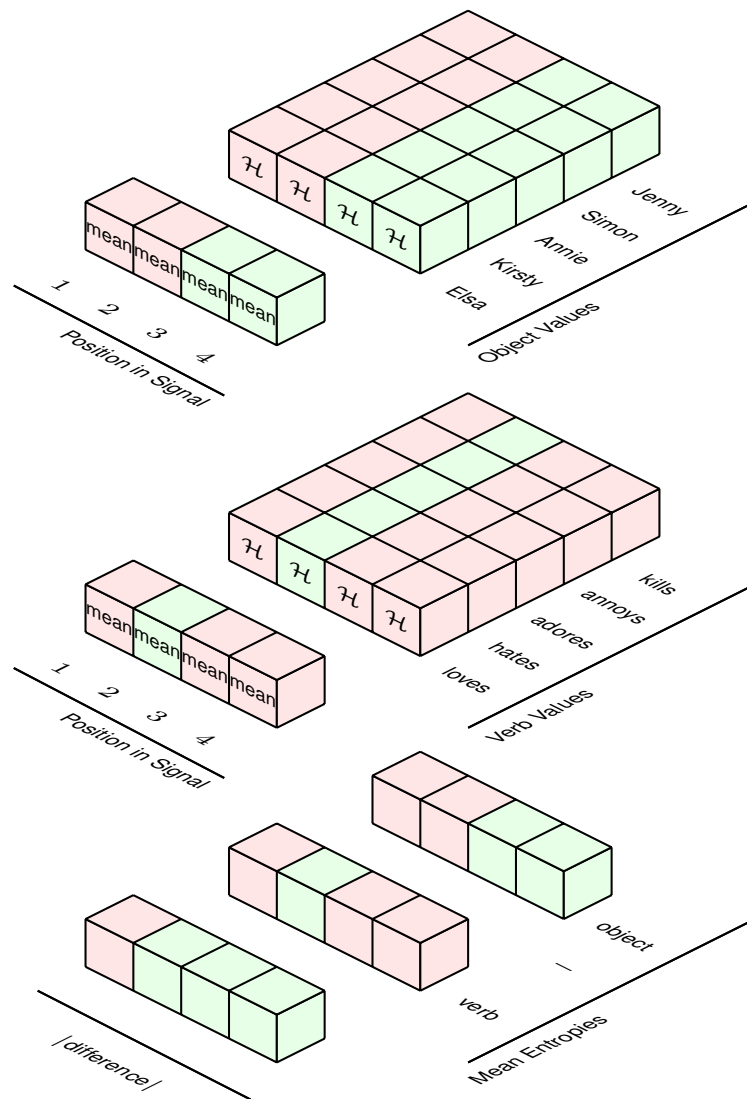 ℋ
ℋ
ℋ
ℋ
mean
mean
mean
mean
Jenny
Simon
Annie
Kirsty
Elsa
Object Values
1
2
3
4
Position in Signal
ℋ
ℋ
ℋ
ℋ
mean
mean
mean
mean
kills
annoys
adores
hates
loves
Verb Values
1
2
3
4
Position in Signal
object
–
verb
Mean Entropies
|difference|